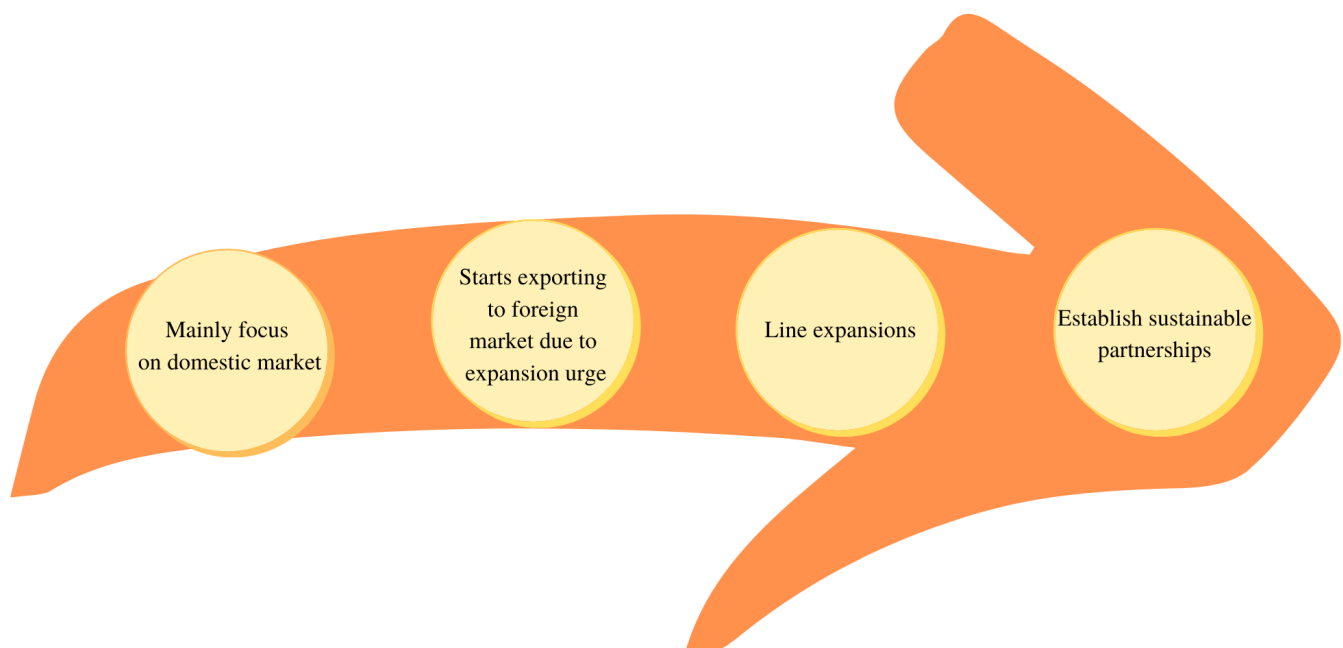 Mainly focus
on domestic market
Starts exporting
to foreign
market due to
expansion urge
Line expansions
Establish sustainable
partnerships